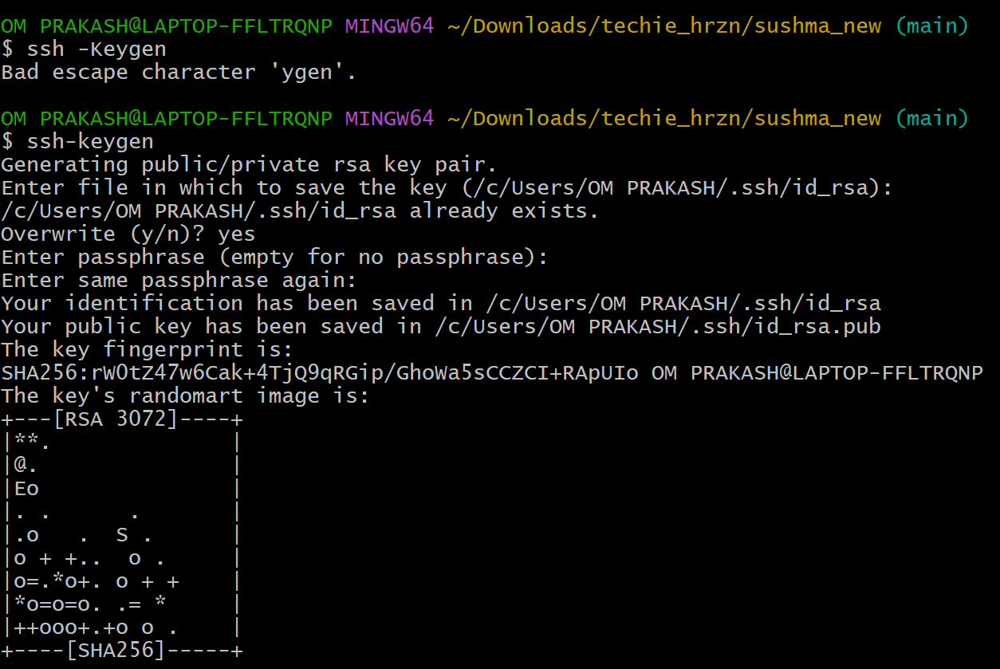 OM PRAKASH@LAPTOP-FFLTRQNP MINGW64 ~/Downloads/techie_hrzn/sushma_new (main)
$ ssh -Keygen
Bad escape character 'ygen'.

OM PRAKASH@LAPTOP-FFLTRQNP MINGW64 ~/Downloads/techie_hrzn/sushma_new (main)
$ ssh-keygen
Generating public/private rsa key pair.
Enter file in which to save the key (/c/Users/OM PRAKASH/.ssh/id_rsa):
/c/Users/OM PRAKASH/.ssh/id_rsa already exists.
Overwrite (y/n)? yes
Enter passphrase (empty for no passphrase):
Enter same passphrase again:
Your identification has been saved in /c/Users/OM PRAKASH/.ssh/id_rsa
Your public key has been saved in /c/Users/OM PRAKASH/.ssh/id_rsa.pub
The key fingerprint is:
SHA256:rW0tZ47w6Cak+4TjQ9qRGip/GhoWa5sCCZCI+RApUIo OM PRAKASH@LAPTOP-FFLTRQNP
The key's randomart image is:
+---[RSA 3072]----+
|**.              |
|@.               |
|Eo               |
|. .      .       |
|.o   .  S .      |
|o + +..  o .     |
|o=.*o+. o + +    |
|*o=o=o. .= *     |
|++ooo+.+o o .    |
+----[SHA256]-----+